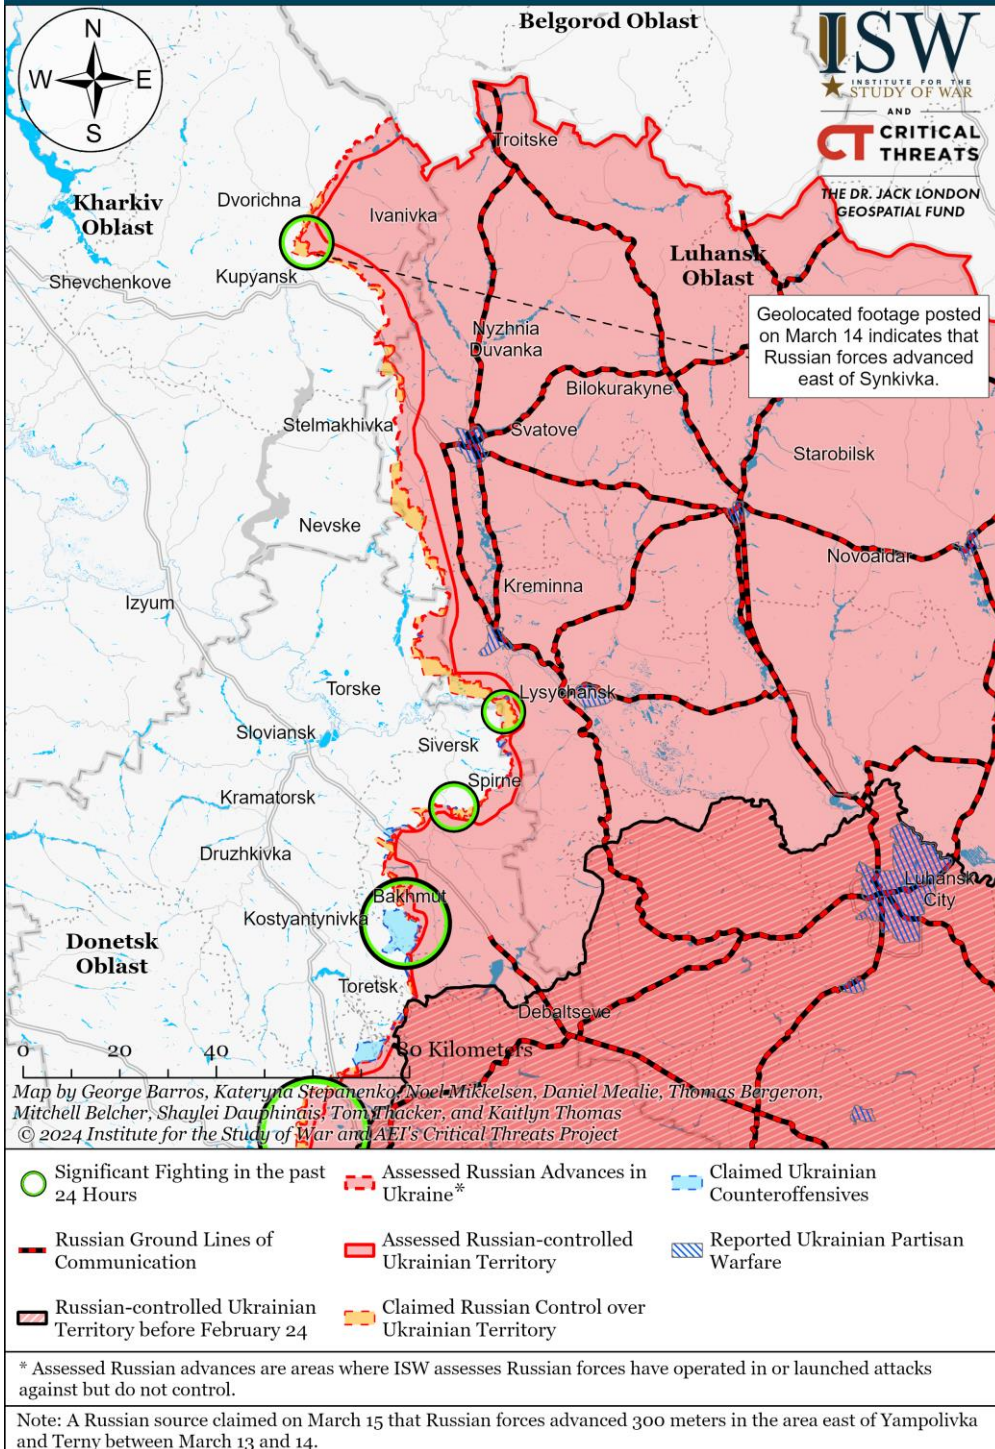 Belgorod Oblast
N
W E
S
ISW
INSTITUTE FOR THE
STUDY OF WAR
AND
CT CRITICAL
THREATS
THE DR. JACK LONDON
GEOSPATIAL FUND
Troitske
Dvorichna
Kharkiv
Oblast
Ivanivka
Shevchenkove
Kupyansk
Luhansk
Oblast
Geolocated footage posted
on March 14 indicates that
Russian forces advanced
east of Synkivka.
Nyzhnia
Duvanka
Bilokurakyne
Stelmakhivka
Svatove
Starobilsk
Nevske
Novoaidar
Kreminna
Izyum
Torske
Lysychansk
Sloviansk
Siversk
Spirne
Kramatorsk
Druzhkivka
Luhansk
City
Bakhmut
Kostyantynivka
Donetsk
Oblast
Toretsk
Debaltseve
0 20 40 80 Kilometers
Map by George Barros, Kateryna Stepanenko, Noel Mikkelsen, Daniel Mealie, Thomas Bergeron,
Mitchell Belcher, Shaylei Dauphinais, Tom Thacker, and Kaitlyn Thomas
© 2024 Institute for the Study of War and AEI's Critical Threats Project
Significant Fighting in the past
24 Hours
Russian Ground Lines of
Communication
Russian-controlled Ukrainian
Territory before February 24
Assessed Russian Advances in
Ukraine*
Assessed Russian-controlled
Ukrainian Territory
Claimed Russian Control over
Ukrainian Territory
Claimed Ukrainian
Counteroffensives
Reported Ukrainian Partisan
Warfare
* Assessed Russian advances are areas where ISW assesses Russian forces have operated in or launched attacks
against but do not control.
Note: A Russian source claimed on March 15 that Russian forces advanced 300 meters in the area east of Yampolivka
and Terny between March 13 and 14.